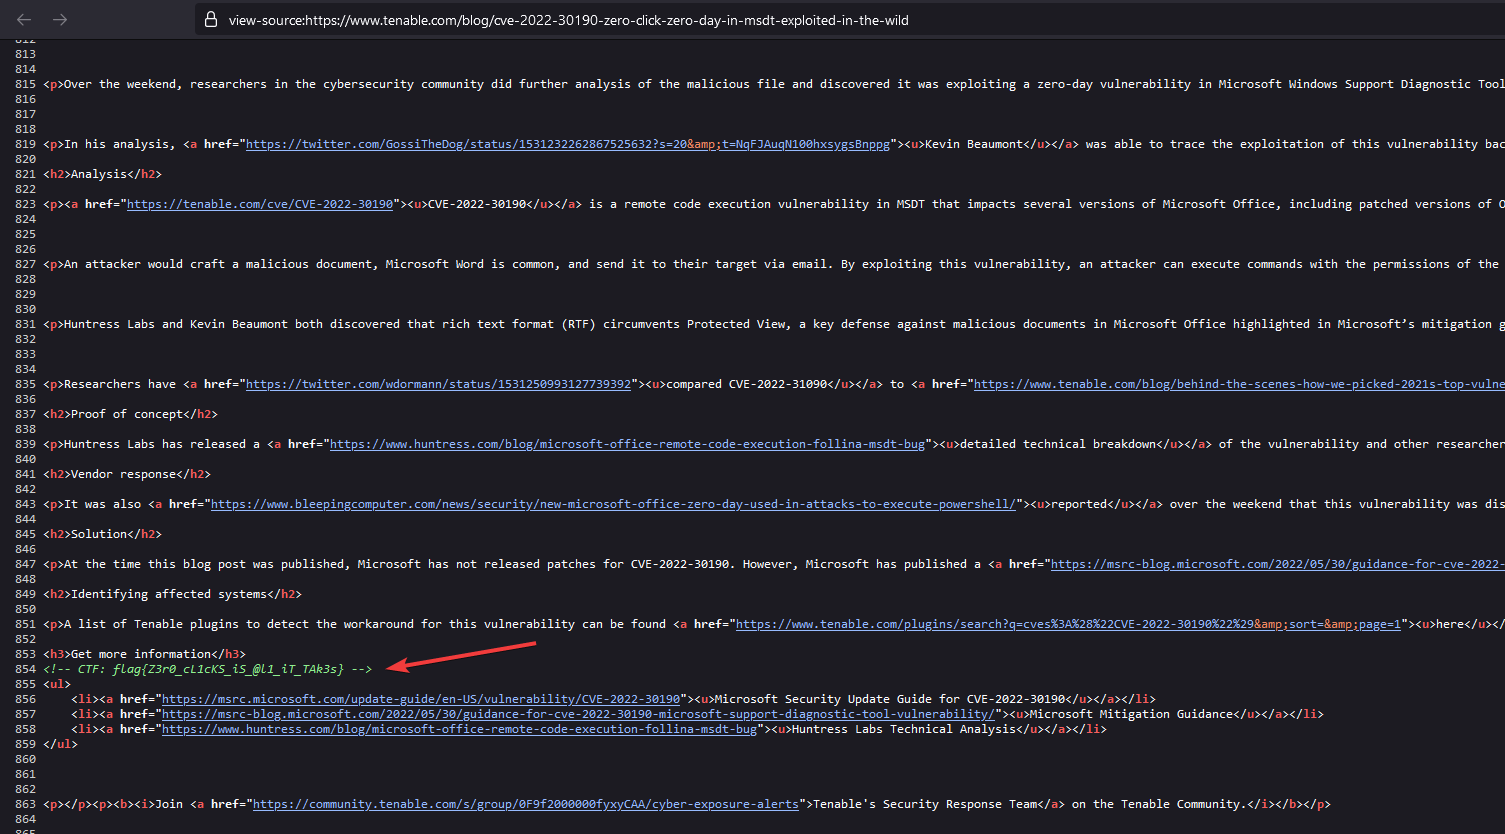 view-source:https://www.tenable.com/blog/cve-2022-30190-zero-click-zero-day-in-msdt-exploited-in-the-wild
812
813
814
815 <p>Over the weekend, researchers in the cybersecurity community did further analysis of the malicious file and discovered it was exploiting a zero-day vulnerability in Microsoft Windows Support Diagnostic Tool
816
817
818
819 <p>In his analysis, <a href="https://twitter.com/GossiTheDog/status/1531232262867525632?s=20&amp;t=NqFJAuqN100hxsygsBnppg"><u>Kevin Beaumont</u></a> was able to trace the exploitation of this vulnerability bac
820
821 <h2>Analysis</h2>
822
823 <p><a href="https://tenable.com/cve/CVE-2022-30190"><u>CVE-2022-30190</u></a> is a remote code execution vulnerability in MSDT that impacts several versions of Microsoft Office, including patched versions of O
824
825
826
827 <p>An attacker would craft a malicious document, Microsoft Word is common, and send it to their target via email. By exploiting this vulnerability, an attacker can execute commands with the permissions of the
828
829
830
831 <p>Huntress Labs and Kevin Beaumont both discovered that rich text format (RTF) circumvents Protected View, a key defense against malicious documents in Microsoft Office highlighted in Microsoft’s mitigation g
832
833
834
835 <p>Researchers have <a href="https://twitter.com/wdormann/status/1531250993127739392"><u>compared CVE-2022-31090</u></a> to <a href="https://www.tenable.com/blog/behind-the-scenes-how-we-picked-2021s-top-vulne
836
837 <h2>Proof of concept</h2>
838
839 <p>Huntress Labs has released a <a href="https://www.huntress.com/blog/microsoft-office-remote-code-execution-follina-msdt-bug"><u>detailed technical breakdown</u></a> of the vulnerability and other researcher
840
841 <h2>Vendor response</h2>
842
843 <p>It was also <a href="https://www.bleepingcomputer.com/news/security/new-microsoft-office-zero-day-used-in-attacks-to-execute-powershell/"><u>reported</u></a> over the weekend that this vulnerability was dis
844
845 <h2>Solution</h2>
846
847 <p>At the time this blog post was published, Microsoft has not released patches for CVE-2022-30190. However, Microsoft has published a <a href="https://msrc-blog.microsoft.com/2022/05/30/guidance-for-cve-2022-
848
849 <h2>Identifying affected systems</h2>
850
851 <p>A list of Tenable plugins to detect the workaround for this vulnerability can be found <a href="https://www.tenable.com/plugins/search?q=cves%3A%28%22CVE-2022-30190%22%29&amp;sort=&amp;page=1"><u>here</u></
852
853 <h3>Get more information</h3>
854 <!-- CTF: flag{Z3r0_cL1cKS_iS_@l1_iT_TAk3s} -->
855 <ul>
856 <li><a href="https://msrc.microsoft.com/update-guide/en-US/vulnerability/CVE-2022-30190"><u>Microsoft Security Update Guide for CVE-2022-30190</u></a></li>
857 <li><a href="https://msrc-blog.microsoft.com/2022/05/30/guidance-for-cve-2022-30190-microsoft-support-diagnostic-tool-vulnerability/"><u>Microsoft Mitigation Guidance</u></a></li>
858 <li><a href="https://www.huntress.com/blog/microsoft-office-remote-code-execution-follina-msdt-bug"><u>Huntress Labs Technical Analysis</u></a></li>
859 </ul>
860
861
862
863 <p></p><p><b><i>Join <a href="https://community.tenable.com/s/group/0F9f2000000fyxyCAA/cyber-exposure-alerts">Tenable's Security Response Team</a> on the Tenable Community.</i></b></p>
864
865